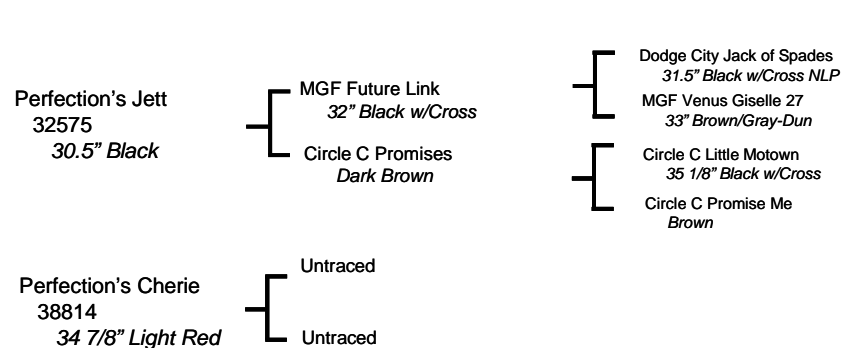 Perfection's Jett
32575
30.5” Black
MGF Future Link
32” Black w/Cross
Circle C Promises
Dark Brown
Dodge City Jack of Spades
31.5” Black w/Cross NLP
MGF Venus Giselle 27
33” Brown/Gray-Dun
Circle C Little Motown
35 1/8” Black w/Cross
Circle C Promise Me
Brown
Perfection's Cherie
38814
34 7/8” Light Red
Untraced
Untraced